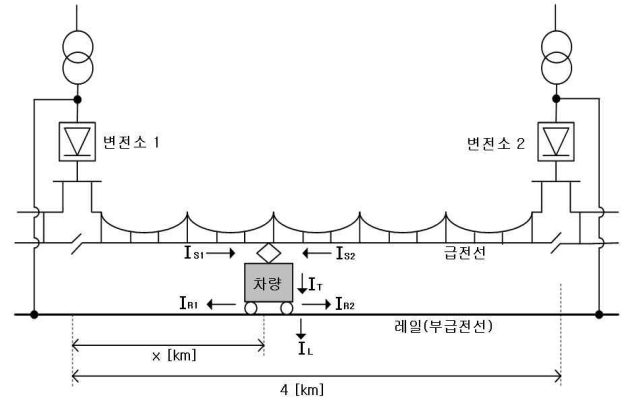 변전소 1
변전소 2
IS1
IS2
급전선
차량
IT
IR1
IR2
레일(부급전선)
IL
x [km]
4 [km]